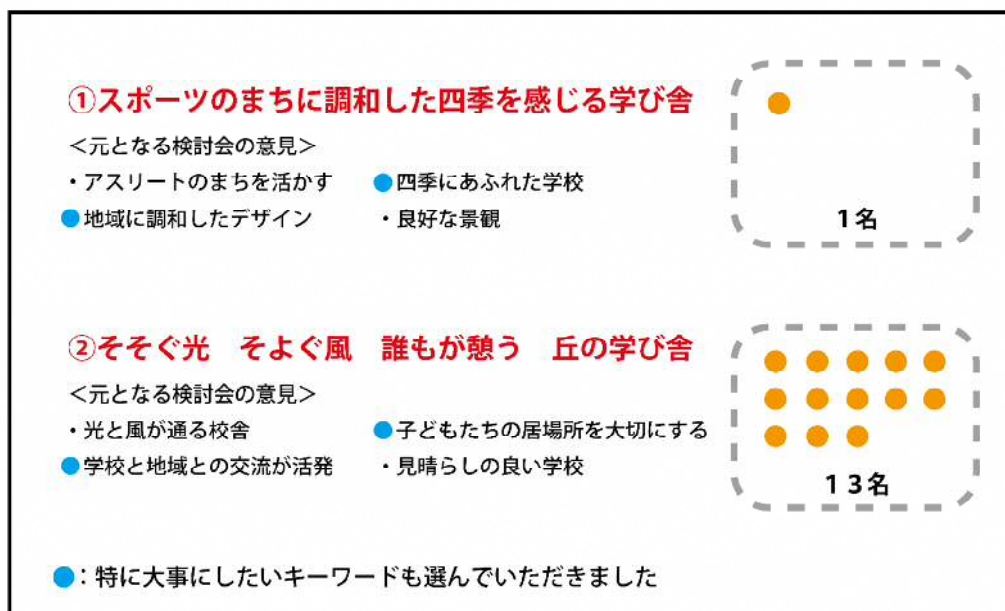 ①スポーツのまちに調和した四季を感じる学び舎
＜元となる検討会の意見＞
・アスリートのまちを活かす　●四季にあふれた学校
●地域に調和したデザイン　・良好な景観
1名
②そそぐ光　そよぐ風　誰もが憩う　丘の学び舎
＜元となる検討会の意見＞
・光と風が通る校舎　●子どもたちの居場所を大切にする
●学校と地域との交流が活発　・見晴らしの良い学校
１３名
●：特に大事にしたいキーワードも選んでいただきました